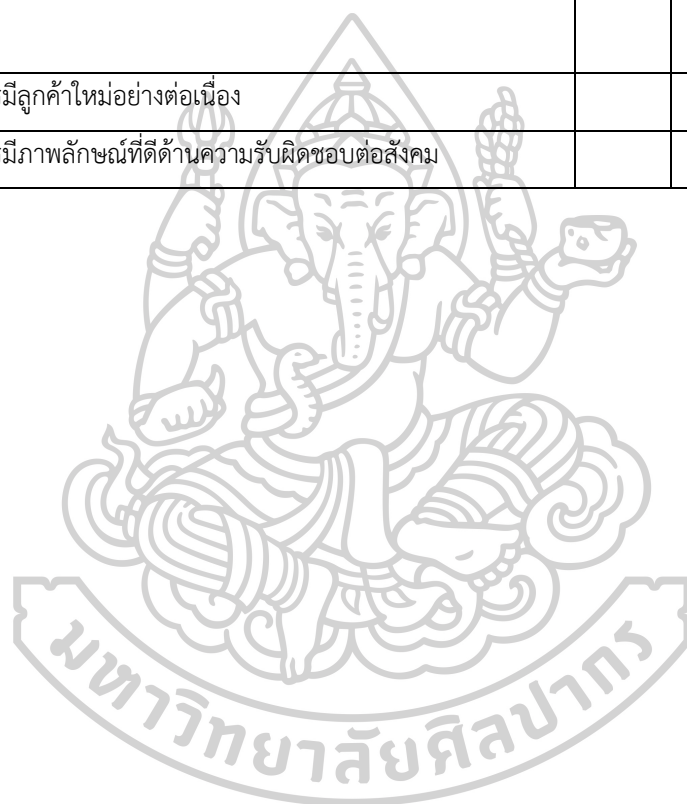 มีลูกค้าใหม่อย่างต่อเนื่อง
มีภาพลักษณ์ที่ดีด้านความรับผิดชอบต่อสังคม
มหาวิทยาลัยศิลปากร